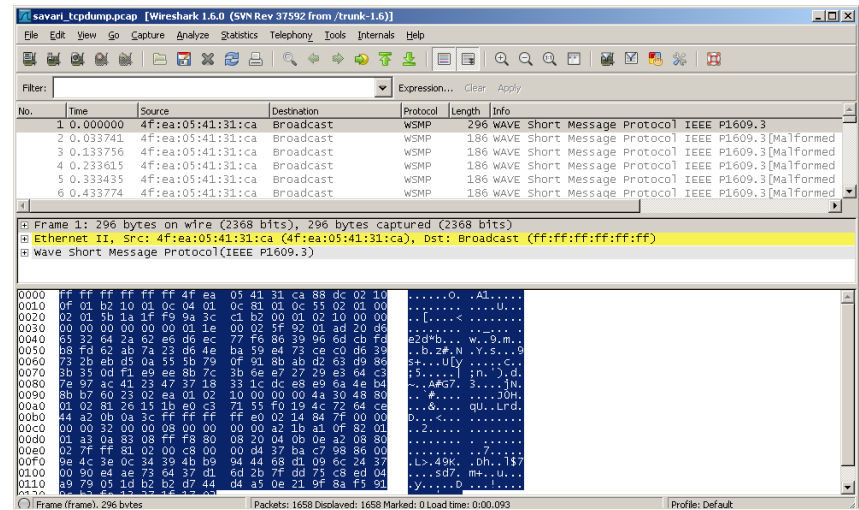 savari_tcpdump.pcap [Wireshark 1.6.0 (SVN Rev 37592 from /trunk-1.6)]
File Edit View Go Capture Analyze Statistics Telephony Tools Internals Help
Filter: Expression... Clear Apply
No. Time Source Destination Protocol Length Info
1 0.000000 4f:ea:05:41:31:ca Broadcast WSMP 296 WAVE Short Message Protocol IEEE P1609.3
2 0.033741 4f:ea:05:41:31:ca Broadcast WSMP 186 WAVE Short Message Protocol IEEE P1609.3[Malformed
3 0.133756 4f:ea:05:41:31:ca Broadcast WSMP 186 WAVE Short Message Protocol IEEE P1609.3[Malformed
4 0.233615 4f:ea:05:41:31:ca Broadcast WSMP 186 WAVE Short Message Protocol IEEE P1609.3[Malformed
5 0.333435 4f:ea:05:41:31:ca Broadcast WSMP 186 WAVE Short Message Protocol IEEE P1609.3[Malformed
6 0.433774 4f:ea:05:41:31:ca Broadcast WSMP 186 WAVE Short Message Protocol IEEE P1609.3[Malformed
Frame 1: 296 bytes on wire (2368 bits), 296 bytes captured (2368 bits)
Ethernet II, Src: 4f:ea:05:41:31:ca (4f:ea:05:41:31:ca), Dst: Broadcast (ff:ff:ff:ff:ff:ff)
Wave Short Message Protocol(IEEE P1609.3)
0000 ff ff ff ff ff ff 4f ea 05 41 31 ca 88 dc 02 10
0010 0f 01 b2 10 01 0c 04 01 0c 81 01 0c 55 02 01 00
0020 02 01 5b 1a 1f f9 9a 3c c1 b2 00 01 02 10 00 00
0030 00 00 00 00 00 01 1e 00 02 5f 92 01 ad 20 d6
0040 65 32 64 2a 62 e6 d6 ec 77 f6 86 39 96 6d cb fd
0050 b8 fd 62 ab 7a 23 d6 4e ba 59 e4 73 ce c0 d6 39
0060 73 2b eb d5 0a 55 5b 79 0f 91 8b ab d2 63 d9 86
0070 3b 35 0d f1 e9 ee 8b 7c 3b 6e e7 27 29 e3 64 c3
0080 7e 97 ac 41 23 47 37 18 33 1c dc e8 e9 6a 4e b4
0090 8b b7 60 23 02 ea 01 02 10 00 00 00 4a 30 48 80
00a0 01 02 81 26 15 1b e0 c3 71 55 f0 19 4c 72 64 ce
00b0 44 a2 0b 0a 3c ff ff ff ff e0 02 14 84 7f 00 00
00c0 00 00 32 00 00 08 00 00 00 00 a2 1b a1 0f 82 01
00d0 01 a3 0a 83 08 ff f8 80 08 20 04 0b 0e a2 08 80
00e0 02 7f ff 81 02 00 c8 00 00 d4 37 ba c7 98 86 00
00f0 9e 4c 3e 0c 34 39 4b b9 94 44 68 d1 09 6c 24 37
0100 00 90 e4 ae 73 64 37 d1 6d 2b 7f dd 75 c8 ed 04
0110 a9 79 05 1d b2 b2 d7 44 d4 a5 0e 21 9f 8a f5 91
Frame (frame), 296 bytes Packets: 1658 Displayed: 1658 Marked: 0 Load time: 0:00.093 Profile: Default